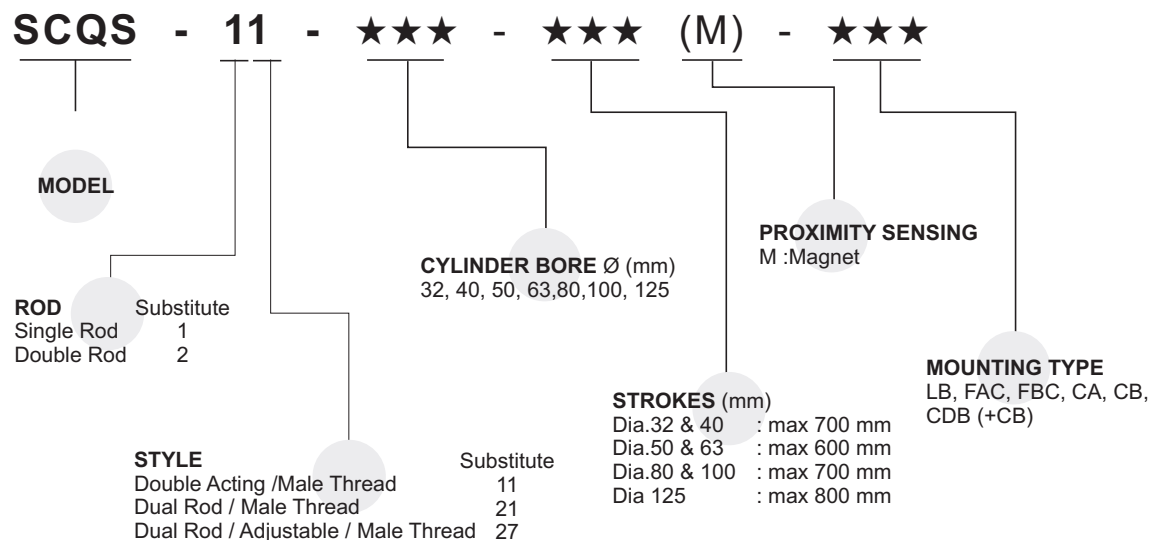 SCQS - 11 - ★★★ - ★★★ (M) - ★★★
MODEL
ROD Substitute
Single Rod 1
Double Rod 2
STYLE Substitute
Double Acting /Male Thread 11
Dual Rod / Male Thread 21
Dual Rod / Adjustable / Male Thread 27
CYLINDER BORE Ø (mm)
32, 40, 50, 63,80,100, 125
STROKES (mm)
Dia.32 & 40 : max 700 mm
Dia.50 & 63 : max 600 mm
Dia.80 & 100 : max 700 mm
Dia 125 : max 800 mm
PROXIMITY SENSING
M :Magnet
MOUNTING TYPE
LB, FAC, FBC, CA, CB,
CDB (+CB)